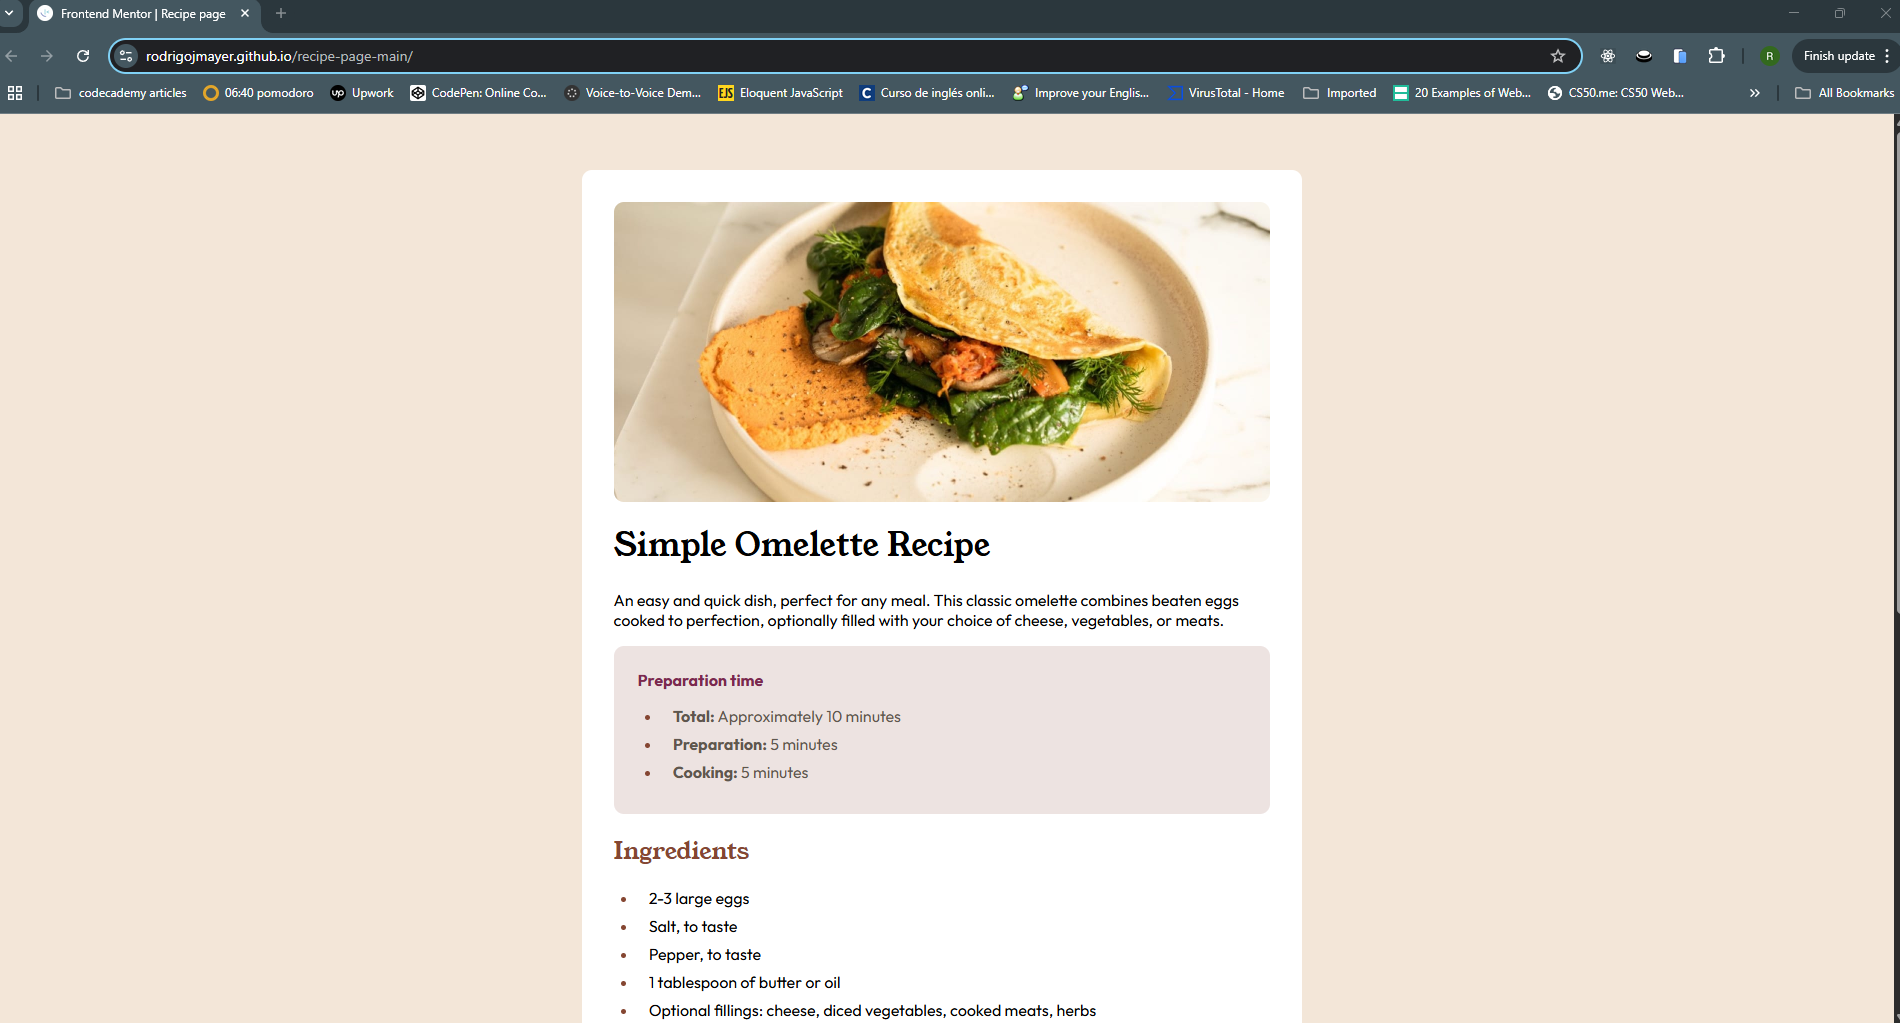 Frontend Mentor | Recipe page
rodrigojmayer.github.io/recipe-page-main/
R
Finish update
codecademy articles
06:40 pomodoro
up
Upwork
CodePen: Online Co...
Voice-to-Voice Dem...
EJS
Eloquent JavaScript
C
Curso de inglés onli...
Improve your Englis...
VirusTotal - Home
Imported
20 Examples of Web...
CS50.me: CS50 Web...
All Bookmarks
Simple Omelette Recipe
An easy and quick dish, perfect for any meal. This classic omelette combines beaten eggs
cooked to perfection, optionally filled with your choice of cheese, vegetables, or meats.
Preparation time
• Total: Approximately 10 minutes
• Preparation: 5 minutes
• Cooking: 5 minutes
Ingredients
• 2-3 large eggs
• Salt, to taste
• Pepper, to taste
• 1 tablespoon of butter or oil
• Optional fillings: cheese, diced vegetables, cooked meats, herbs